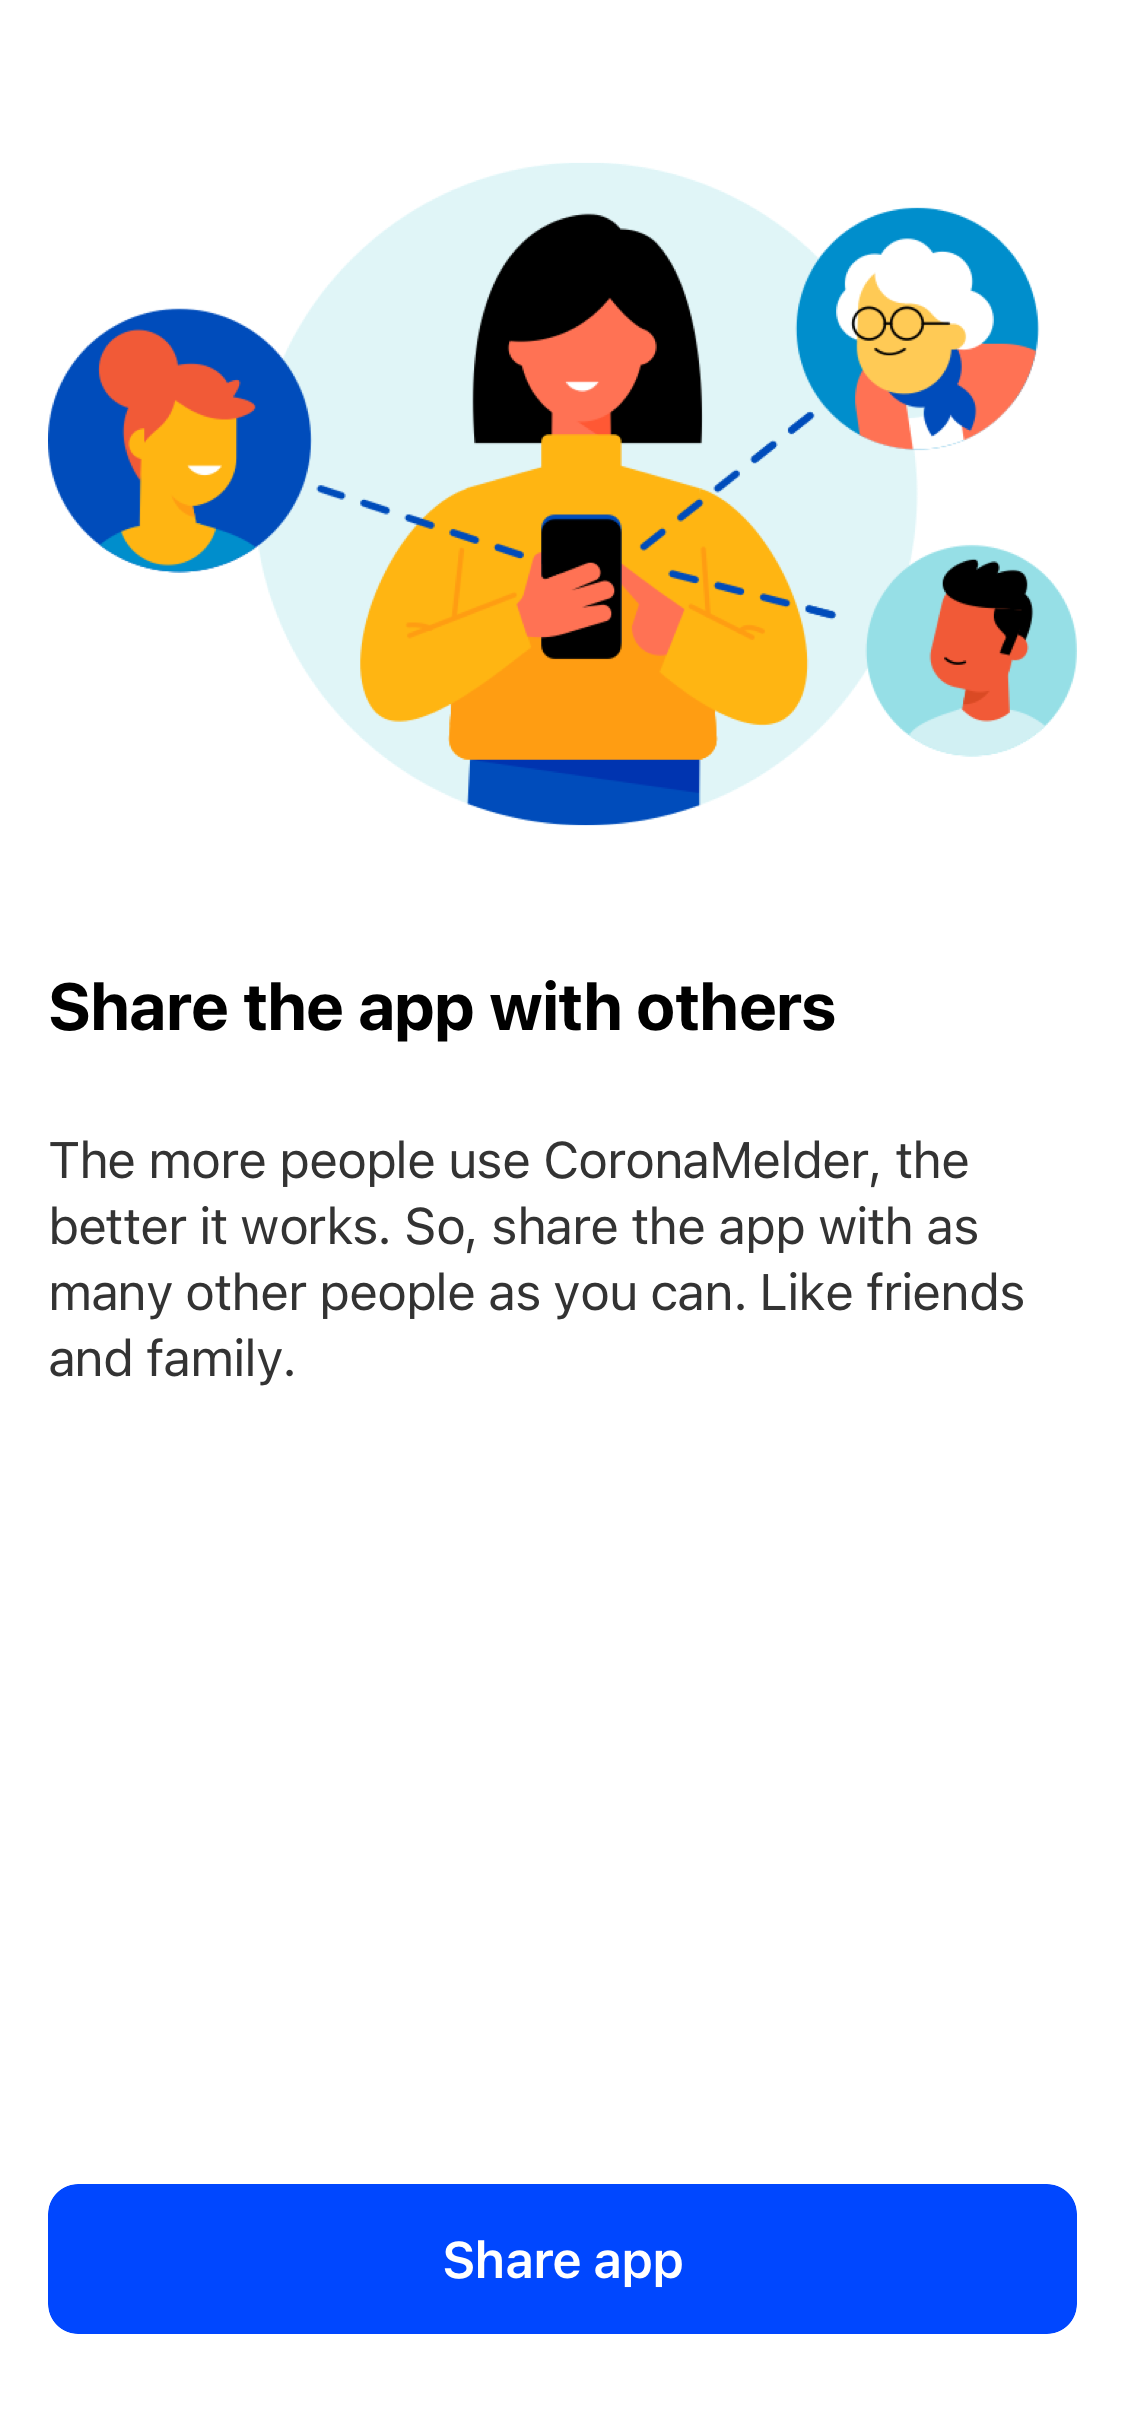 Share the app with others
The more people use CoronaMelder, the
better it works. So, share the app with as
many other people as you can. Like friends
and family.
Share app